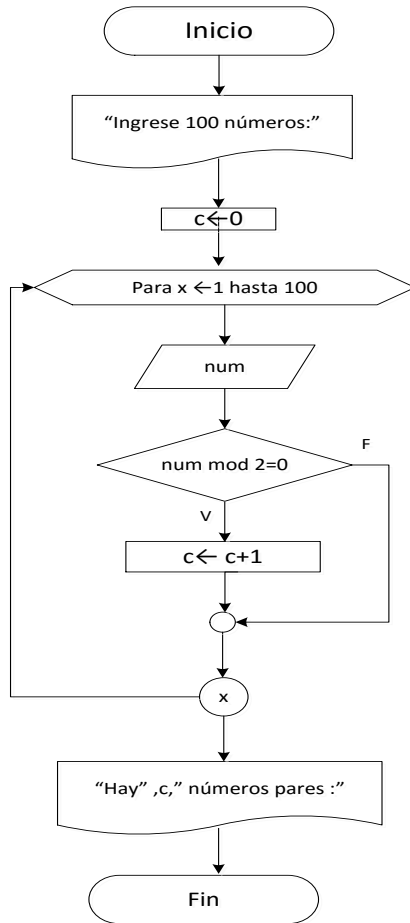 Inicio
“Ingrese 100 números:”
c←0
Para x ←1 hasta 100
num
num mod 2=0
F
V
c← c+1
x
“Hay” ,c,” números pares :”
Fin